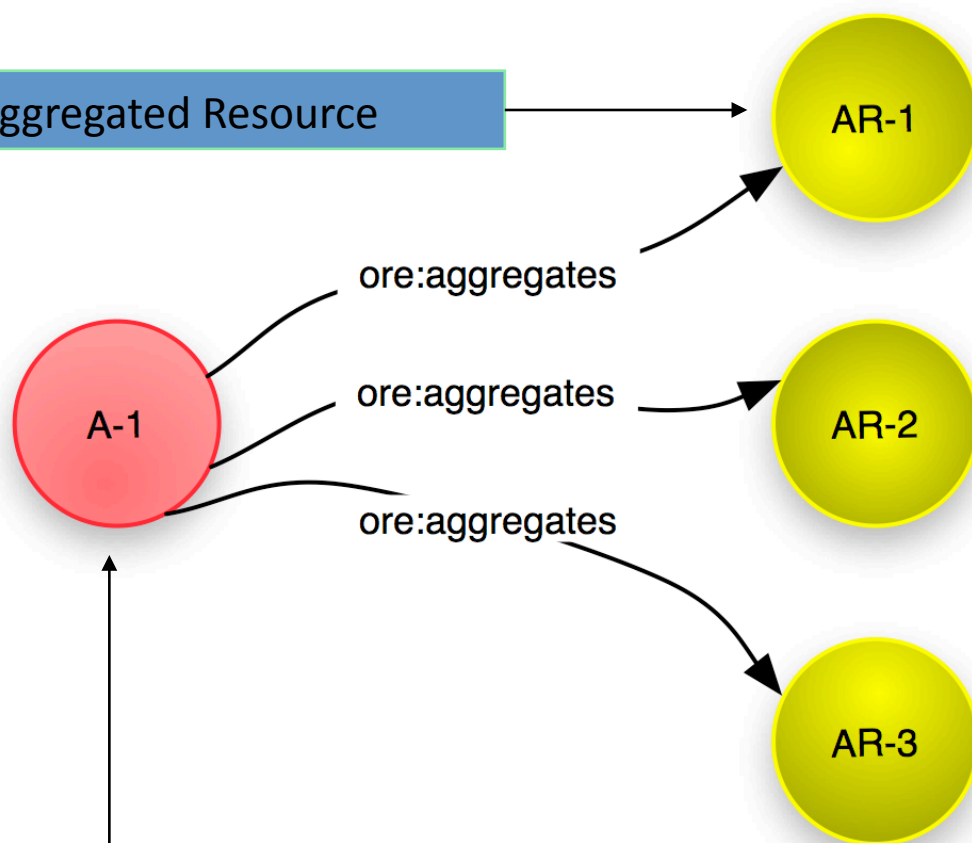 ggregated Resource
AR-1
ore:aggregates
ore:aggregates
A-1
AR-2
ore:aggregates
AR-3